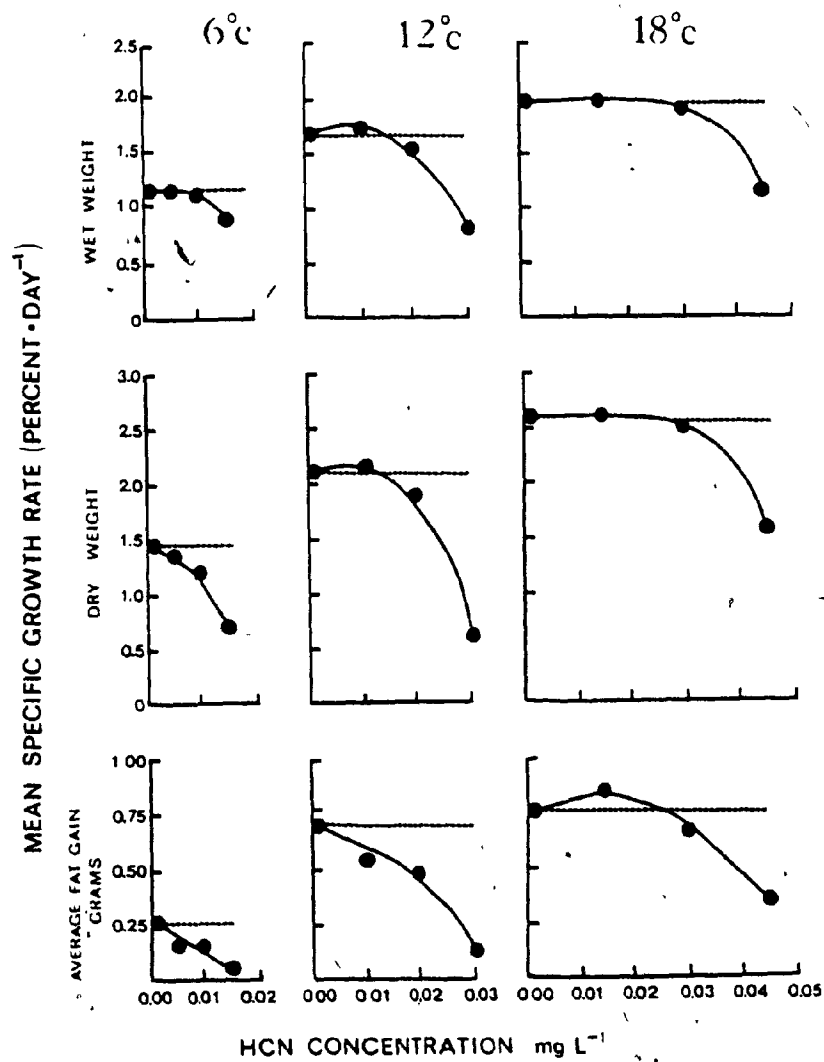 6°c 12°c 18°c
MEAN SPECIFIC GROWTH RATE (PERCENT·DAY⁻¹)
WET WEIGHT
2.5
2.0
1.5
1.0
0.5
0
DRY WEIGHT
3.0
2.5
2.0
1.5
1.0
0.5
0
AVERAGE FAT GAIN
GRAMS
1 00
0.75
0.50
0.25
0.00 0.01 0.02 0.00 0.01 0.02 0.03 0 00 0.01 0.02 0.03 0.04 0.05
HCN CONCENTRATION mg L⁻¹